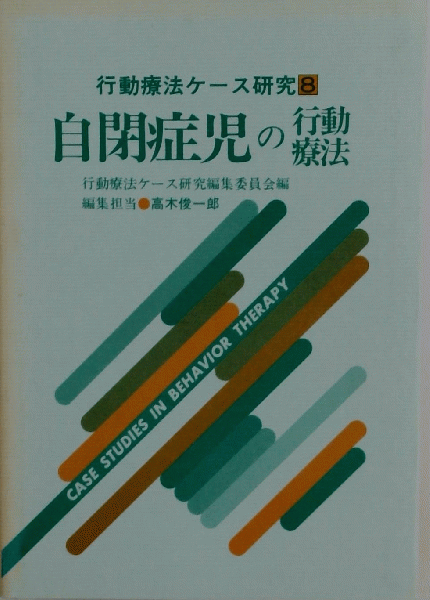 行動療法ケース研究8
自閉症児の行動療法
行動療法ケース研究編集委員会編
編集担当●高木俊一郎
CASE STUDIES IN BEHAVIOR THERAPY